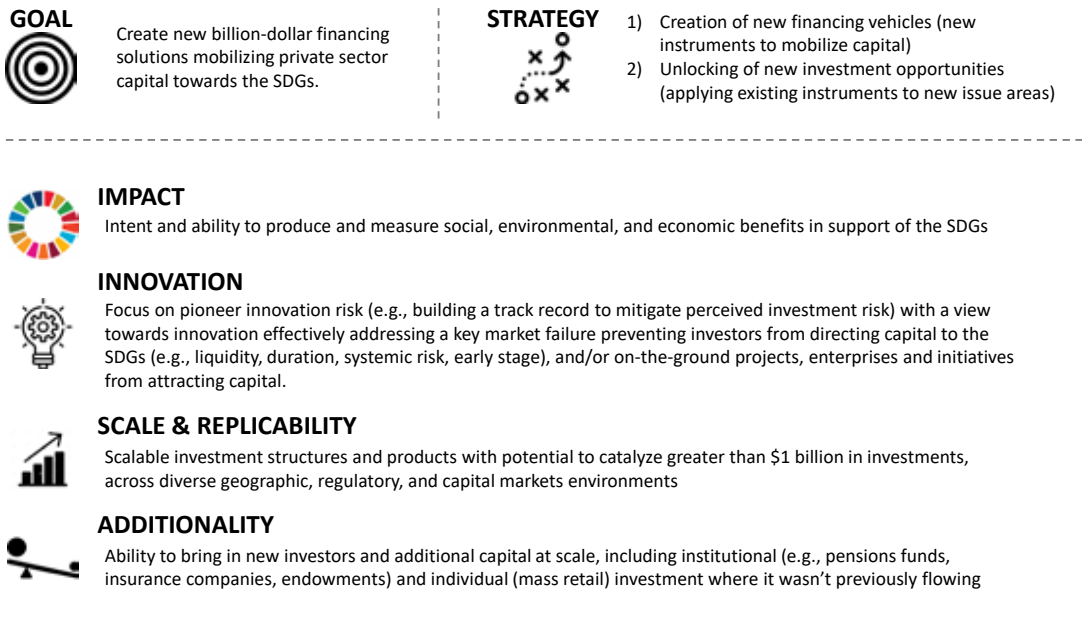 GOAL
Create new billion-dollar financing
solutions mobilizing private sector
capital towards the SDGs.
STRATEGY
1) Creation of new financing vehicles (new
instruments to mobilize capital)
2) Unlocking of new investment opportunities
(applying existing instruments to new issue areas)
IMPACT
Intent and ability to produce and measure social, environmental, and economic benefits in support of the SDGs
INNOVATION
Focus on pioneer innovation risk (e.g., building a track record to mitigate perceived investment risk) with a view
towards innovation effectively addressing a key market failure preventing investors from directing capital to the
SDGs (e.g., liquidity, duration, systemic risk, early stage), and/or on-the-ground projects, enterprises and initiatives
from attracting capital.
SCALE & REPLICABILITY
Scalable investment structures and products with potential to catalyze greater than $1 billion in investments,
across diverse geographic, regulatory, and capital markets environments
ADDITIONALITY
Ability to bring in new investors and additional capital at scale, including institutional (e.g., pensions funds,
insurance companies, endowments) and individual (mass retail) investment where it wasn't previously flowing